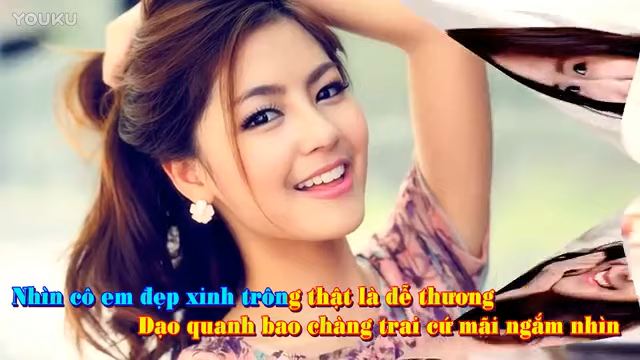 YOUKU
Nhìn cô em đẹp xinh trông thật là dễ thương
Dạo quanh bao chàng trai cứ mãi ngắm nhìn